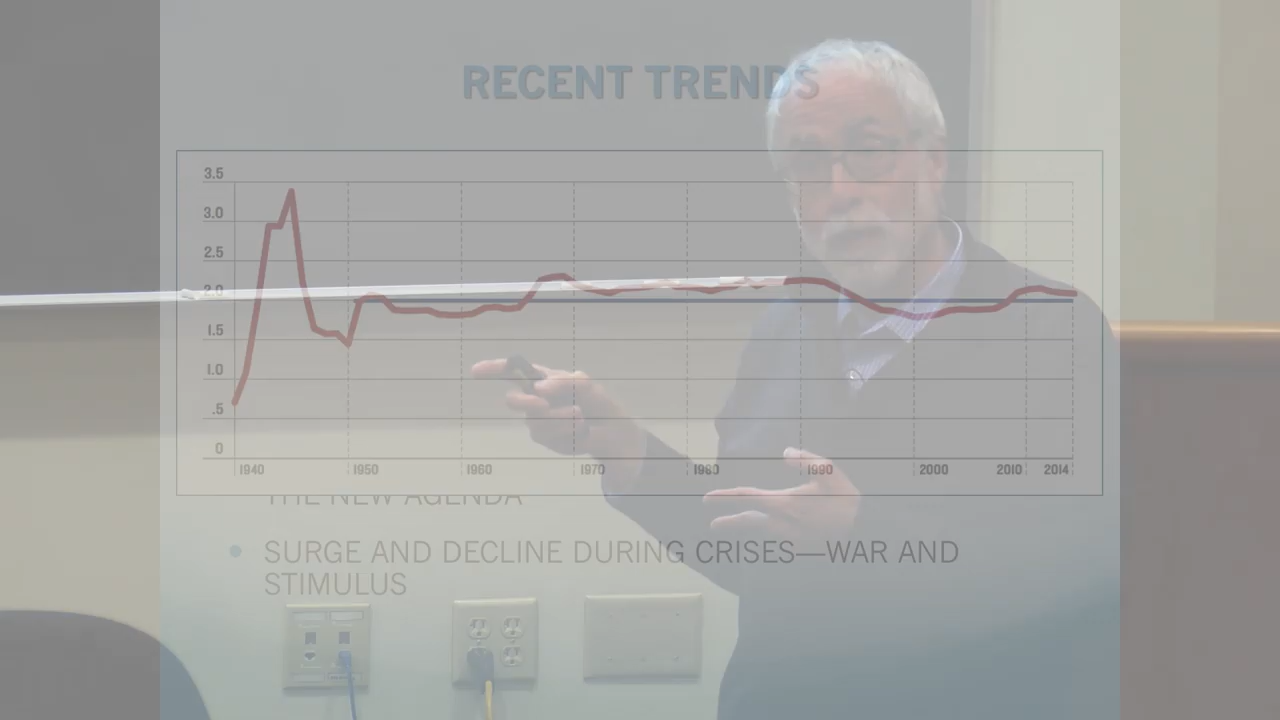 RECENT TRENDS
3.5
3.0
2.5
2.0
1.5
1.0
.5
0
1940 1950 1960 1970 1980 1990 2000 2010 2014
THE NEW AGENDA
SURGE AND DECLINE DURING CRISES—WAR AND
STIMULUS